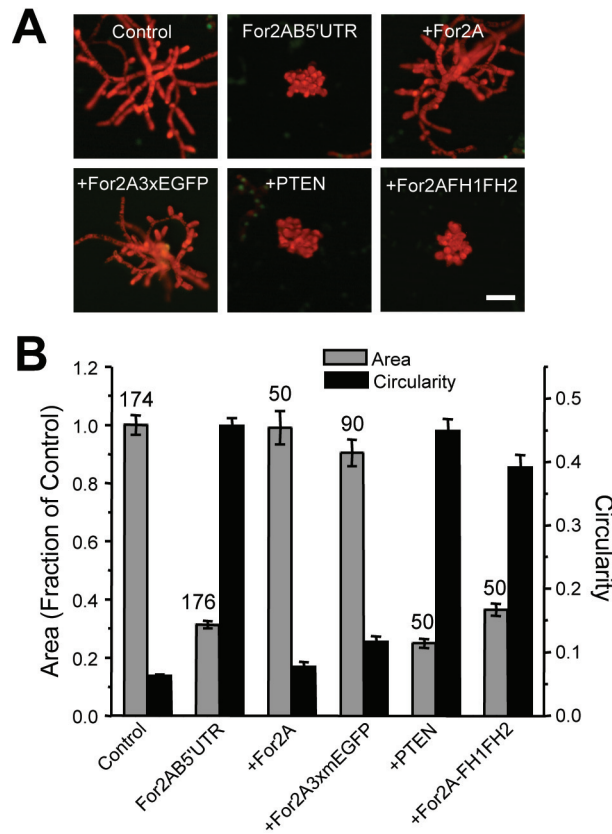 A
Control
For2AB5'UTR
+For2A
+For2A3xEGFP
+PTEN
+For2AFH1FH2
B
Area
Circularity
Area (Fraction of Control)
1.2
1.0
0.8
0.6
0.4
0.2
0.0
174
176
50
90
50
50
0.5
0.4
0.3
0.2
0.1
0.0
Circularity
Control
For2AB5'UTR
+For2A
+For2A3xmEGFP
+PTEN
+For2A-FH1FH2